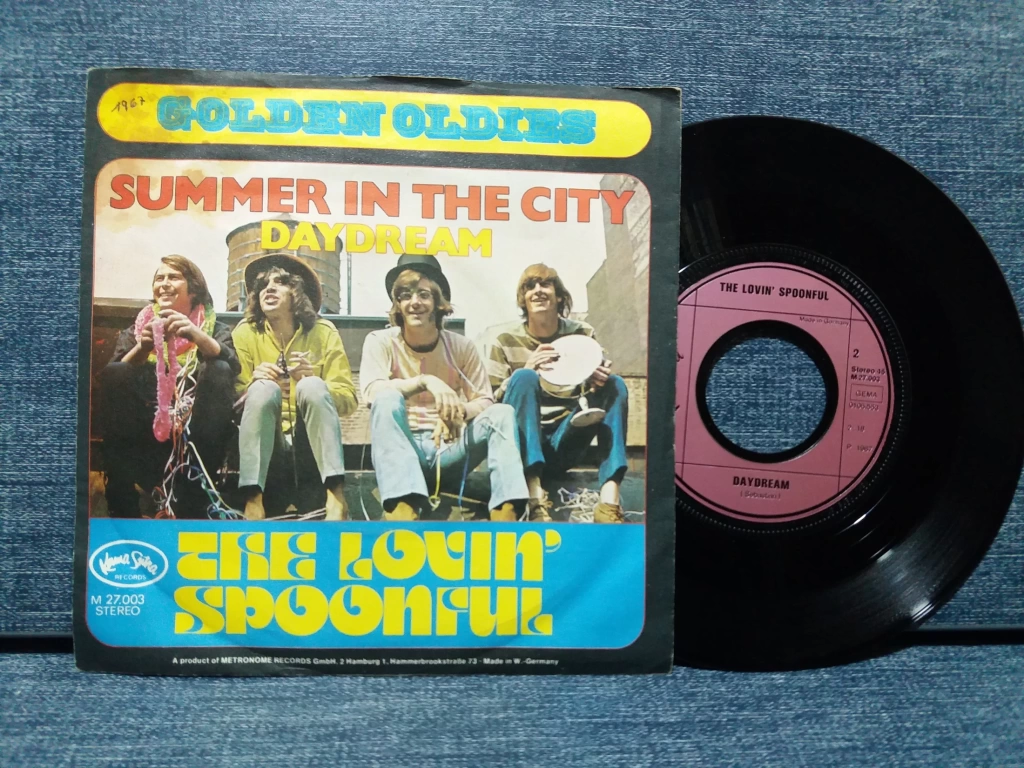 1967
GOLDEN OLDIES
SUMMER IN THE CITY
DAYDREAM
Kama Sutra
RECORDS
M 27.003
STEREO
THE LOVIN'
SPOONFUL
A product of METRONOME RECORDS GmbH. 2 Hamburg 1, Hammerbrookstraße 73 · Made in W.-Germany
THE LOVIN' SPOONFUL
Made in Germany
2
Stereo 45
M 27.003
GEMA
DAYDREAM
(Sebastian)